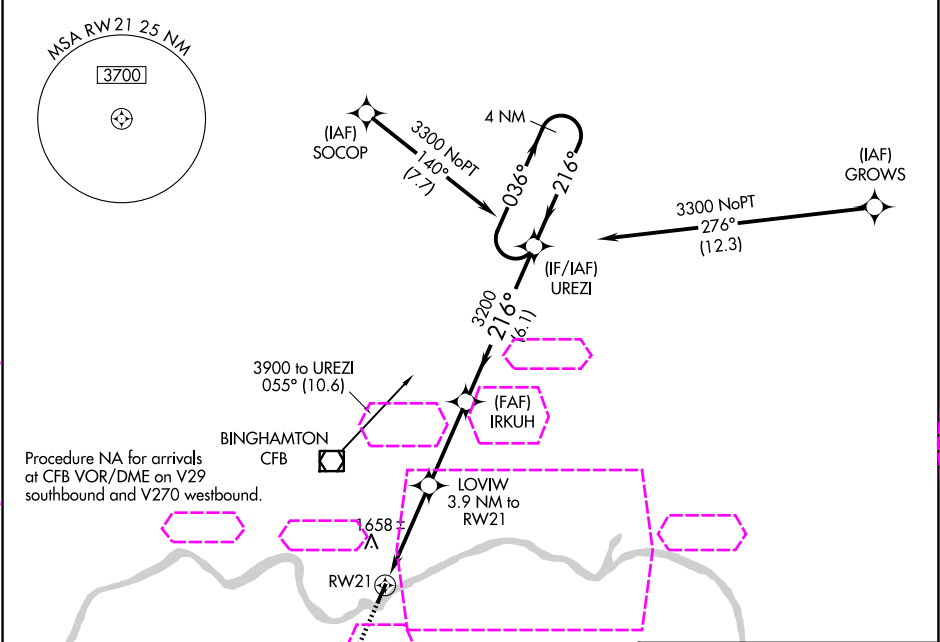 MSA RW21 25 NM
3700
(IAF)
SOCOP
3300 NoPT
140°
(7.7)
4 NM
036°
216°
(IAF)
GROWS
3300 NoPT
276°
(12.3)
(IF/IAF)
UREZI
3200
216°
(6.1)
3900 to UREZI
055° (10.6)
(FAF)
IRKUH
BINGHAMTON
CFB
Procedure NA for arrivals
at CFB VOR/DME on V29
southbound and V270 westbound.
LOVIW
3.9 NM to
RW21
1658 ±
RW21